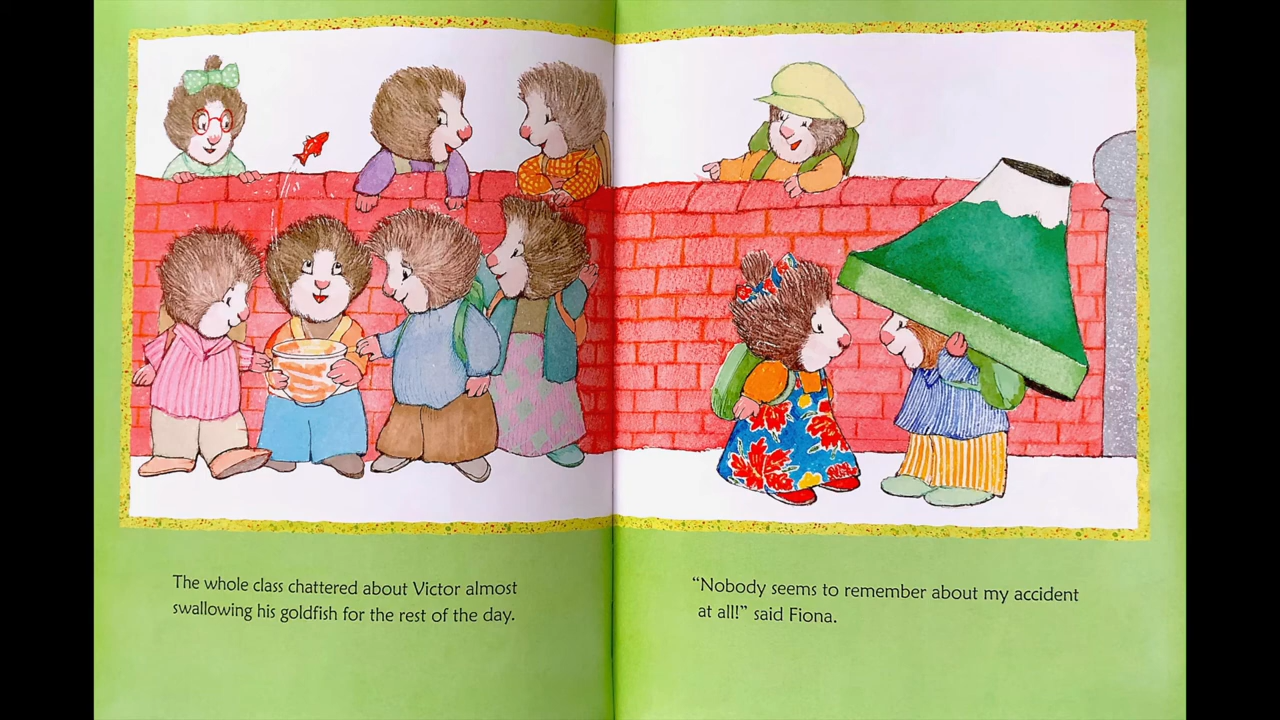 The whole class chattered about Victor almost
swallowing his goldfish for the rest of the day.
“Nobody seems to remember about my accident
at all!” said Fiona.